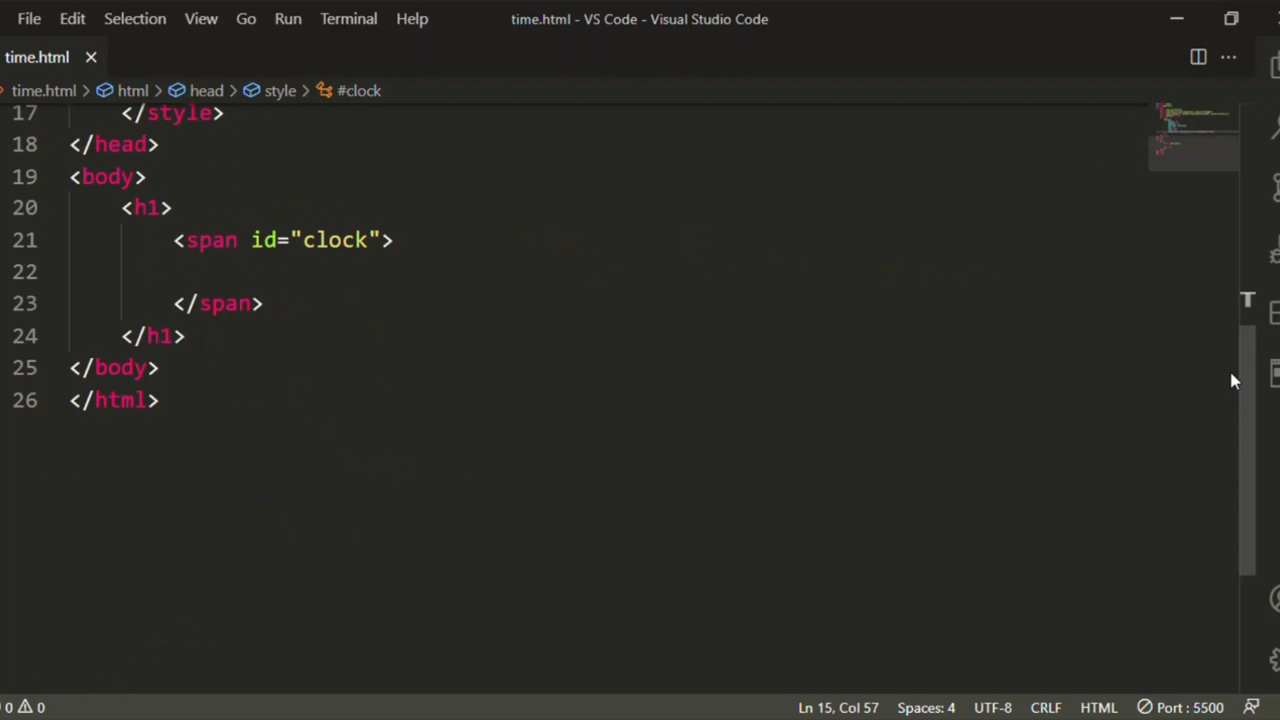 File Edit Selection View Go Run Terminal Help time.html - VS Code - Visual Studio Code
time.html
time.html > html > head > style > #clock
17 </style>
18 </head>
19 <body>
20 <h1>
21 <span id="clock">
22
23 </span>
24 </h1>
25 </body>
26 </html>
T
0 0 Ln 15, Col 57 Spaces: 4 UTF-8 CRLF HTML Port : 5500